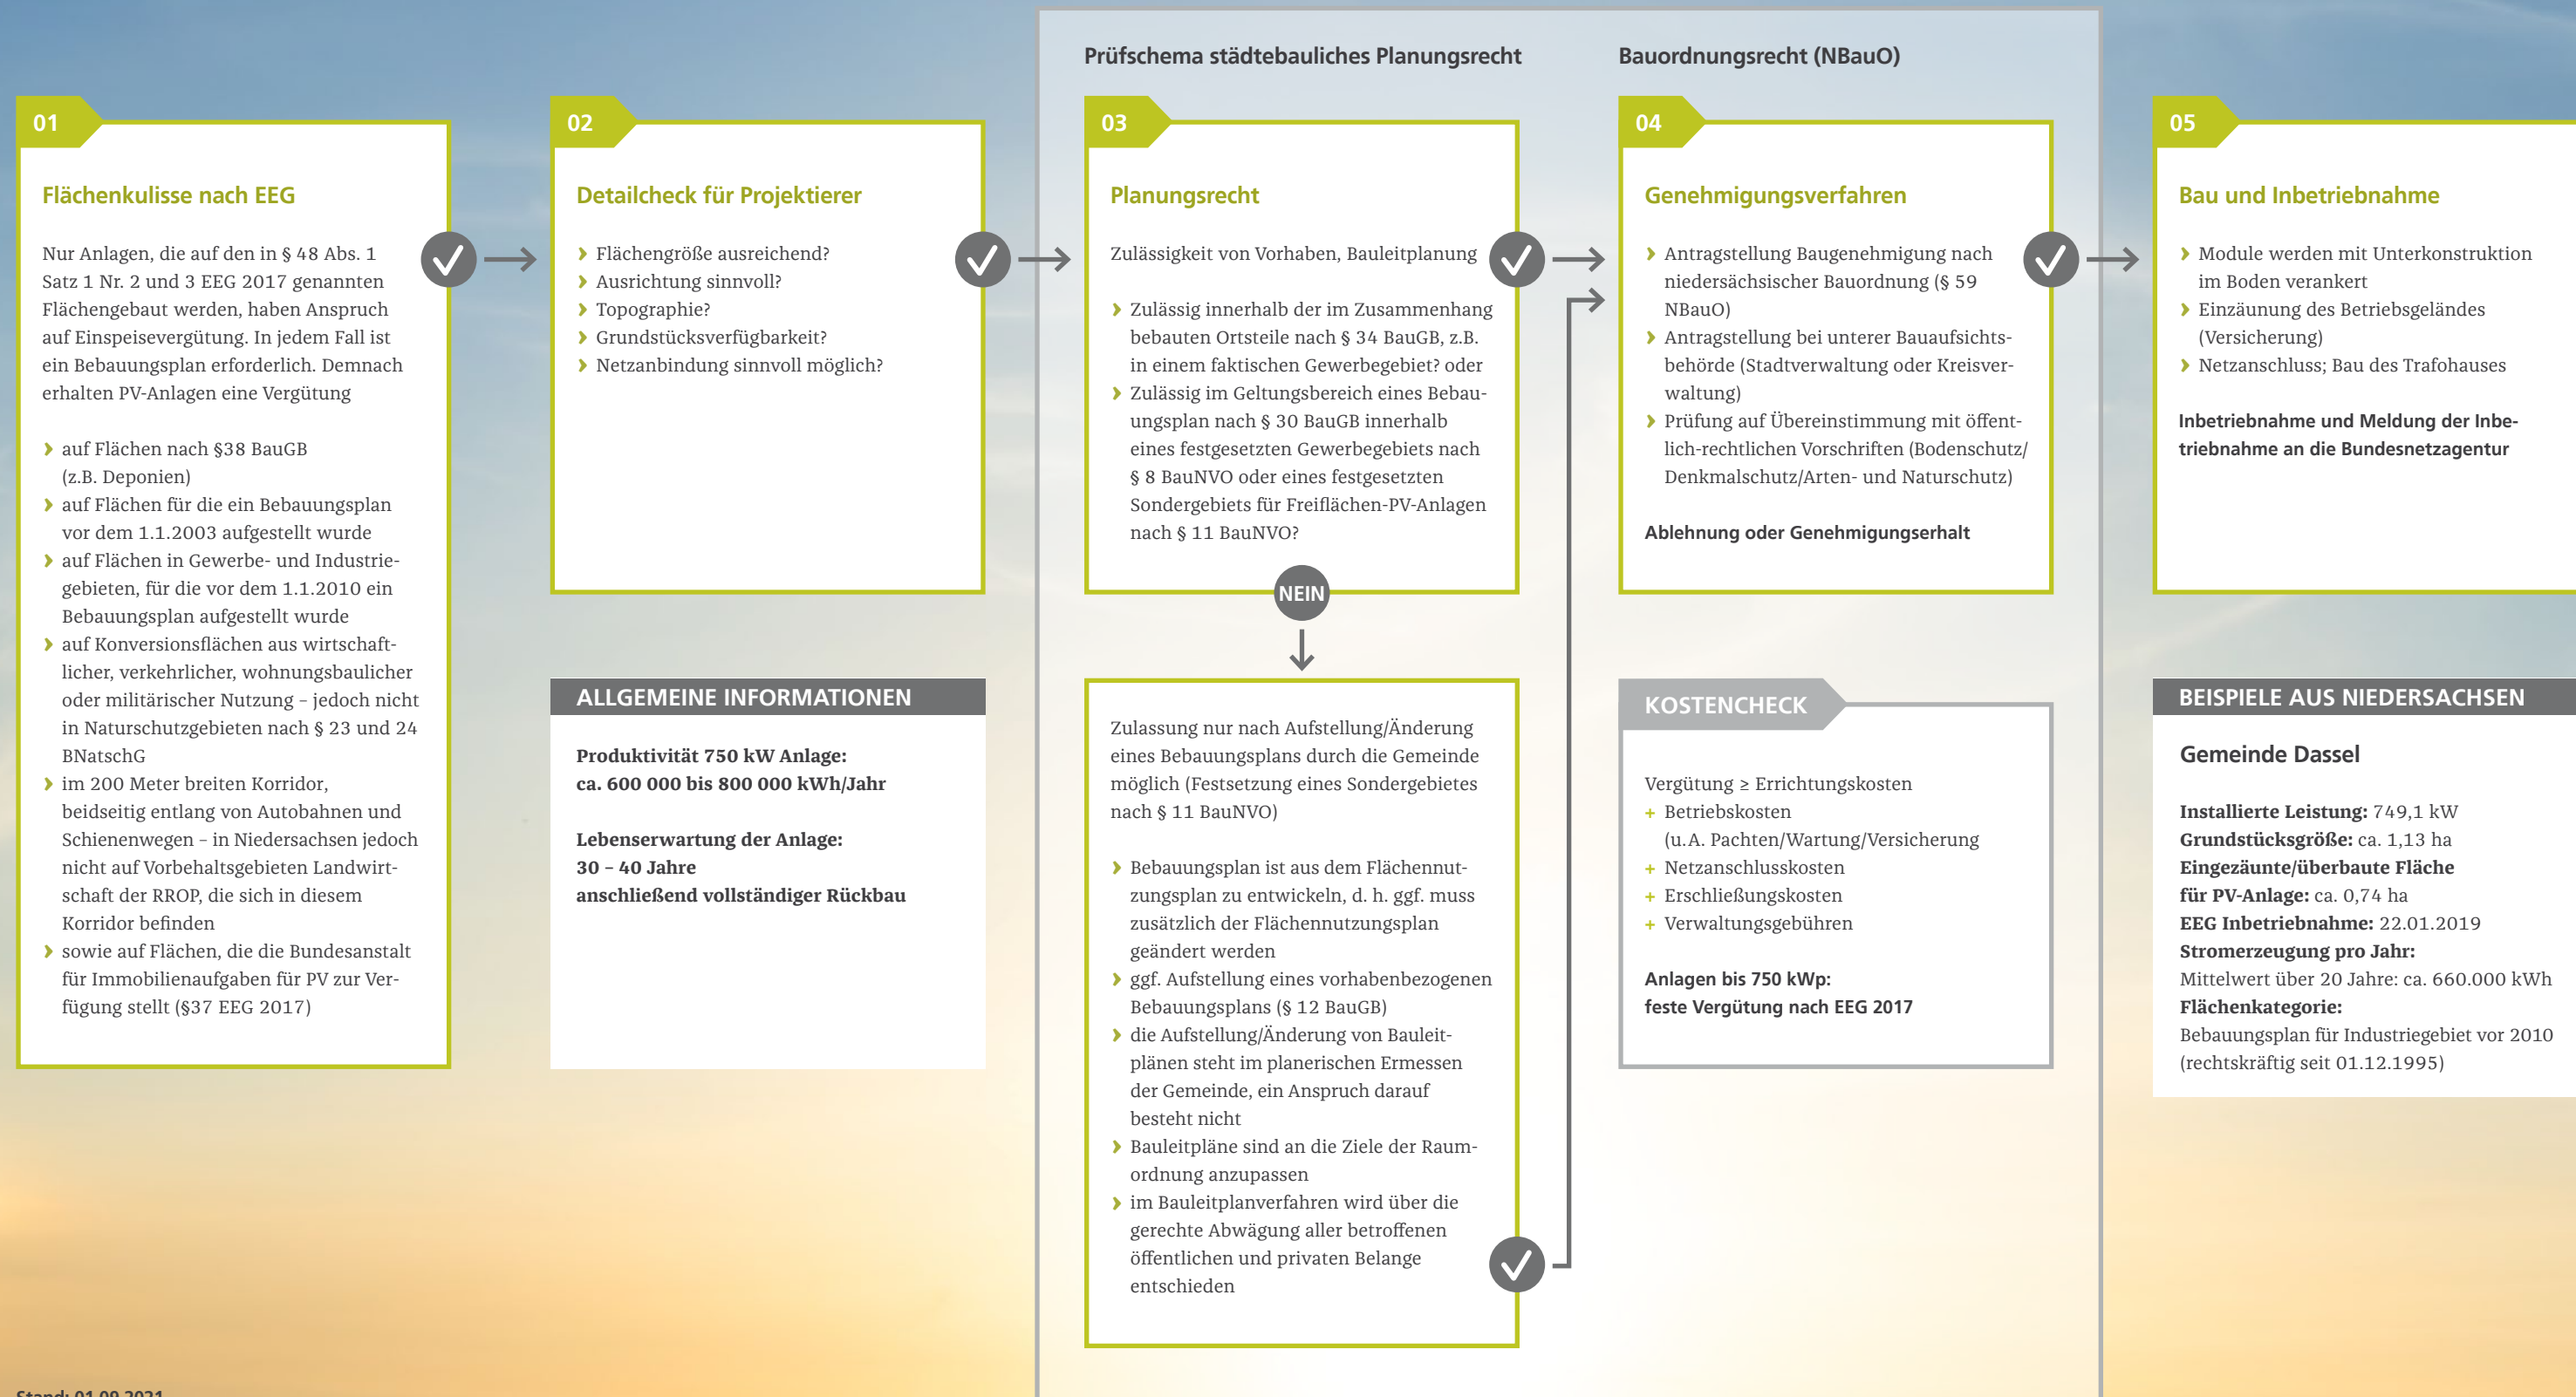 Prüfschema städtebauliches Planungsrecht
Bauordnungsrecht (NBauO)
01
Flächenkulisse nach EEG
Nur Anlagen, die auf den in § 48 Abs. 1
Satz 1 Nr. 2 und 3 EEG 2017 genannten
Flächengebaut werden, haben Anspruch
auf Einspeisevergütung. In jedem Fall ist
ein Bebauungsplan erforderlich. Demnach
erhalten PV-Anlagen eine Vergütung
› auf Flächen nach §38 BauGB
(z.B. Deponien)
› auf Flächen für die ein Bebauungsplan
vor dem 1.1.2003 aufgestellt wurde
› auf Flächen in Gewerbe- und Industrie-
gebieten, für die vor dem 1.1.2010 ein
Bebauungsplan aufgestellt wurde
› auf Konversionsflächen aus wirtschaft-
licher, verkehrlicher, wohnungsbaulicher
oder militärischer Nutzung – jedoch nicht
in Naturschutzgebieten nach § 23 und 24
BNatschG
› im 200 Meter breiten Korridor,
beidseitig entlang von Autobahnen und
Schienenwegen – in Niedersachsen jedoch
nicht auf Vorbehaltsgebieten Landwirt-
schaft der RROP, die sich in diesem
Korridor befinden
› sowie auf Flächen, die die Bundesanstalt
für Immobilienaufgaben für PV zur Ver-
fügung stellt (§37 EEG 2017)
02
Detailcheck für Projektierer
› Flächengröße ausreichend?
› Ausrichtung sinnvoll?
› Topographie?
› Grundstücksverfügbarkeit?
› Netzanbindung sinnvoll möglich?
ALLGEMEINE INFORMATIONEN
Produktivität 750 kW Anlage:
ca. 600 000 bis 800 000 kWh/Jahr
Lebenserwartung der Anlage:
30 – 40 Jahre
anschließend vollständiger Rückbau
03
Planungsrecht
Zulässigkeit von Vorhaben, Bauleitplanung
› Zulässig innerhalb der im Zusammenhang
bebauten Ortsteile nach § 34 BauGB, z.B.
in einem faktischen Gewerbegebiet? oder
› Zulässig im Geltungsbereich eines Bebau-
ungsplan nach § 30 BauGB innerhalb
eines festgesetzten Gewerbegebiets nach
§ 8 BauNVO oder eines festgesetzten
Sondergebiets für Freiflächen-PV-Anlagen
nach § 11 BauNVO?
NEIN
Zulassung nur nach Aufstellung/Änderung
eines Bebauungsplans durch die Gemeinde
möglich (Festsetzung eines Sondergebietes
nach § 11 BauNVO)
› Bebauungsplan ist aus dem Flächennut-
zungsplan zu entwickeln, d. h. ggf. muss
zusätzlich der Flächennutzungsplan
geändert werden
› ggf. Aufstellung eines vorhabenbezogenen
Bebauungsplans (§ 12 BauGB)
› die Aufstellung/Änderung von Bauleit-
plänen steht im planerischen Ermessen
der Gemeinde, ein Anspruch darauf
besteht nicht
› Bauleitpläne sind an die Ziele der Raum-
ordnung anzupassen
› im Bauleitplanverfahren wird über die
gerechte Abwägung aller betroffenen
öffentlichen und privaten Belange
entschieden
04
Genehmigungsverfahren
› Antragstellung Baugenehmigung nach
niedersächsischer Bauordnung (§ 59
NBauO)
› Antragstellung bei unterer Bauaufsichts-
behörde (Stadtverwaltung oder Kreisver-
waltung)
› Prüfung auf Übereinstimmung mit öffent-
lich-rechtlichen Vorschriften (Bodenschutz/
Denkmalschutz/Arten- und Naturschutz)
Ablehnung oder Genehmigungserhalt
KOSTENCHECK
Vergütung ≥ Errichtungskosten
+ Betriebskosten
(u.A. Pachten/Wartung/Versicherung
+ Netzanschlusskosten
+ Erschließungskosten
+ Verwaltungsgebühren
Anlagen bis 750 kWp:
feste Vergütung nach EEG 2017
05
Bau und Inbetriebnahme
› Module werden mit Unterkonstruktion
im Boden verankert
› Einzäunung des Betriebsgeländes
(Versicherung)
› Netzanschluss; Bau des Trafohauses
Inbetriebnahme und Meldung der Inbe-
triebnahme an die Bundesnetzagentur
BEISPIELE AUS NIEDERSACHSEN
Gemeinde Dassel
Installierte Leistung: 749,1 kW
Grundstücksgröße: ca. 1,13 ha
Eingezäunte/überbaute Fläche
für PV-Anlage: ca. 0,74 ha
EEG Inbetriebnahme: 22.01.2019
Stromerzeugung pro Jahr:
Mittelwert über 20 Jahre: ca. 660.000 kWh
Flächenkategorie:
Bebauungsplan für Industriegebiet vor 2010
(rechtskräftig seit 01.12.1995)
Stand: 01.09.2021